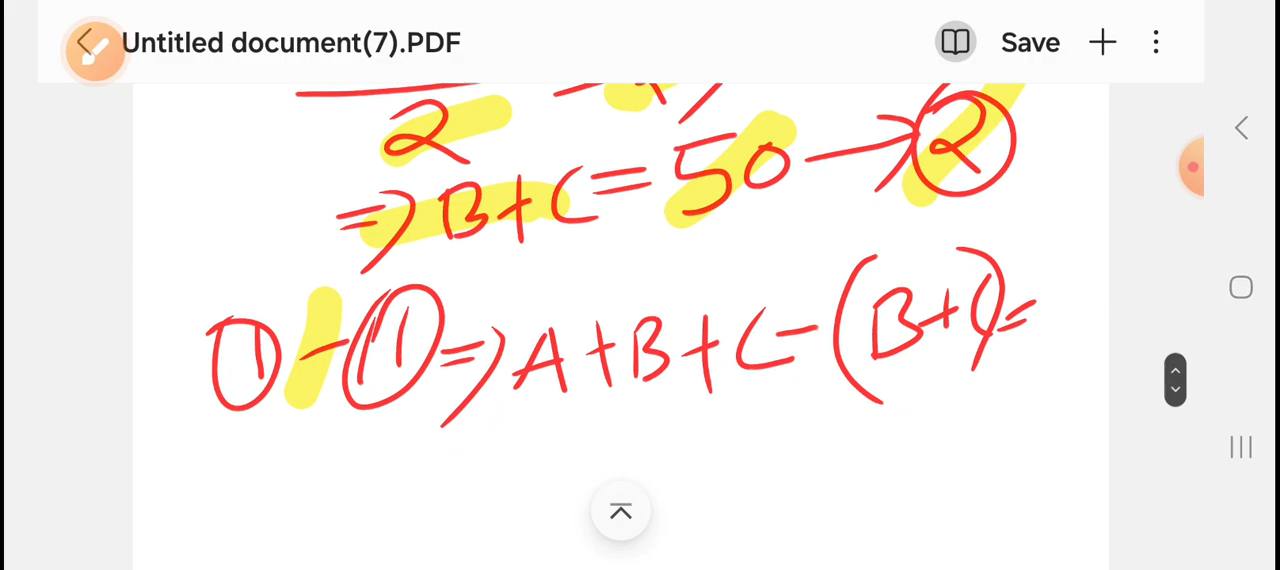 Untitled document(7).PDF
Save
2
=> B+C = 50 → 2
1 - 1 => A+B+C-(B+C)=